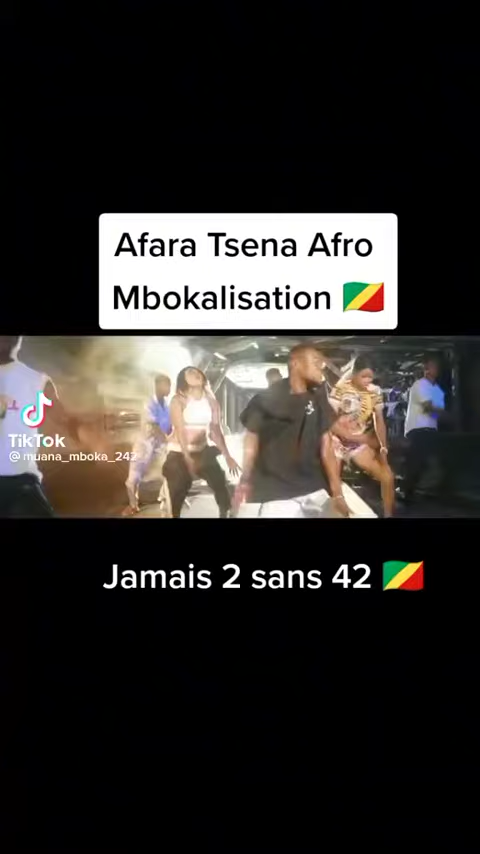 Afara Tsena Afro
Mbokalisation 🇨🇬
TikTok
@muana_mboka_242
Jamais 2 sans 42 🇨🇬